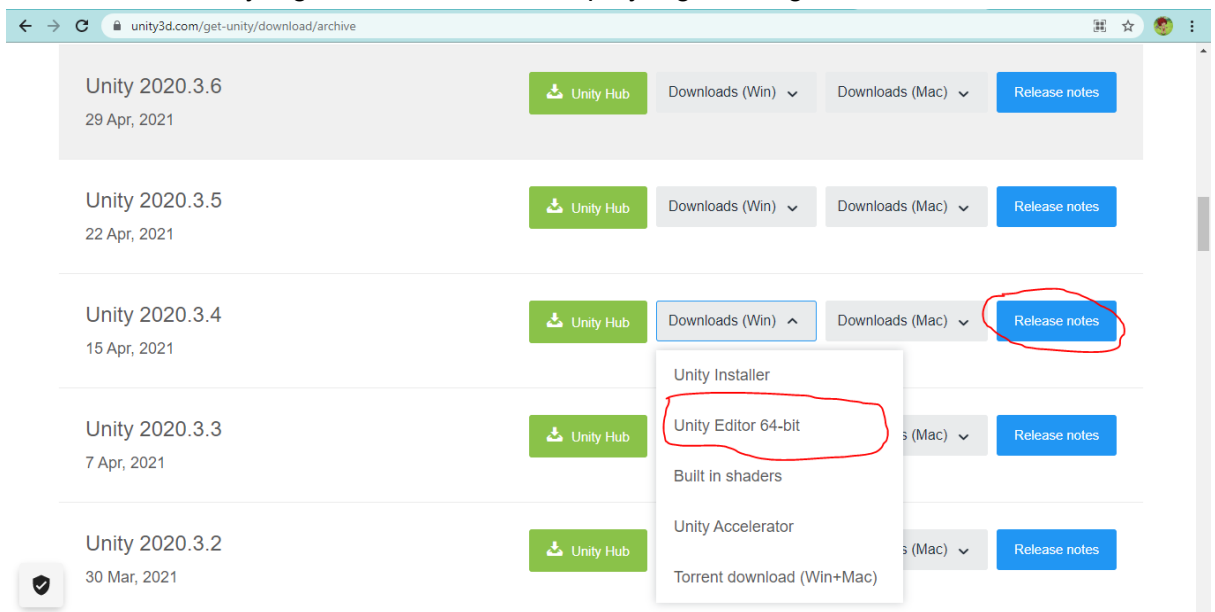 unity3d.com/get-unity/download/archive
Unity 2020.3.6
29 Apr, 2021
Unity Hub
Downloads (Win)
Downloads (Mac)
Release notes
Unity 2020.3.5
22 Apr, 2021
Unity Hub
Downloads (Win)
Downloads (Mac)
Release notes
Unity 2020.3.4
15 Apr, 2021
Unity Hub
Downloads (Win)
Downloads (Mac)
Release notes
Unity Installer
Unity Editor 64-bit
Built in shaders
Unity Accelerator
Torrent download (Win+Mac)
Unity 2020.3.3
7 Apr, 2021
Unity Hub
(Mac)
Release notes
Unity 2020.3.2
30 Mar, 2021
Unity Hub
(Mac)
Release notes